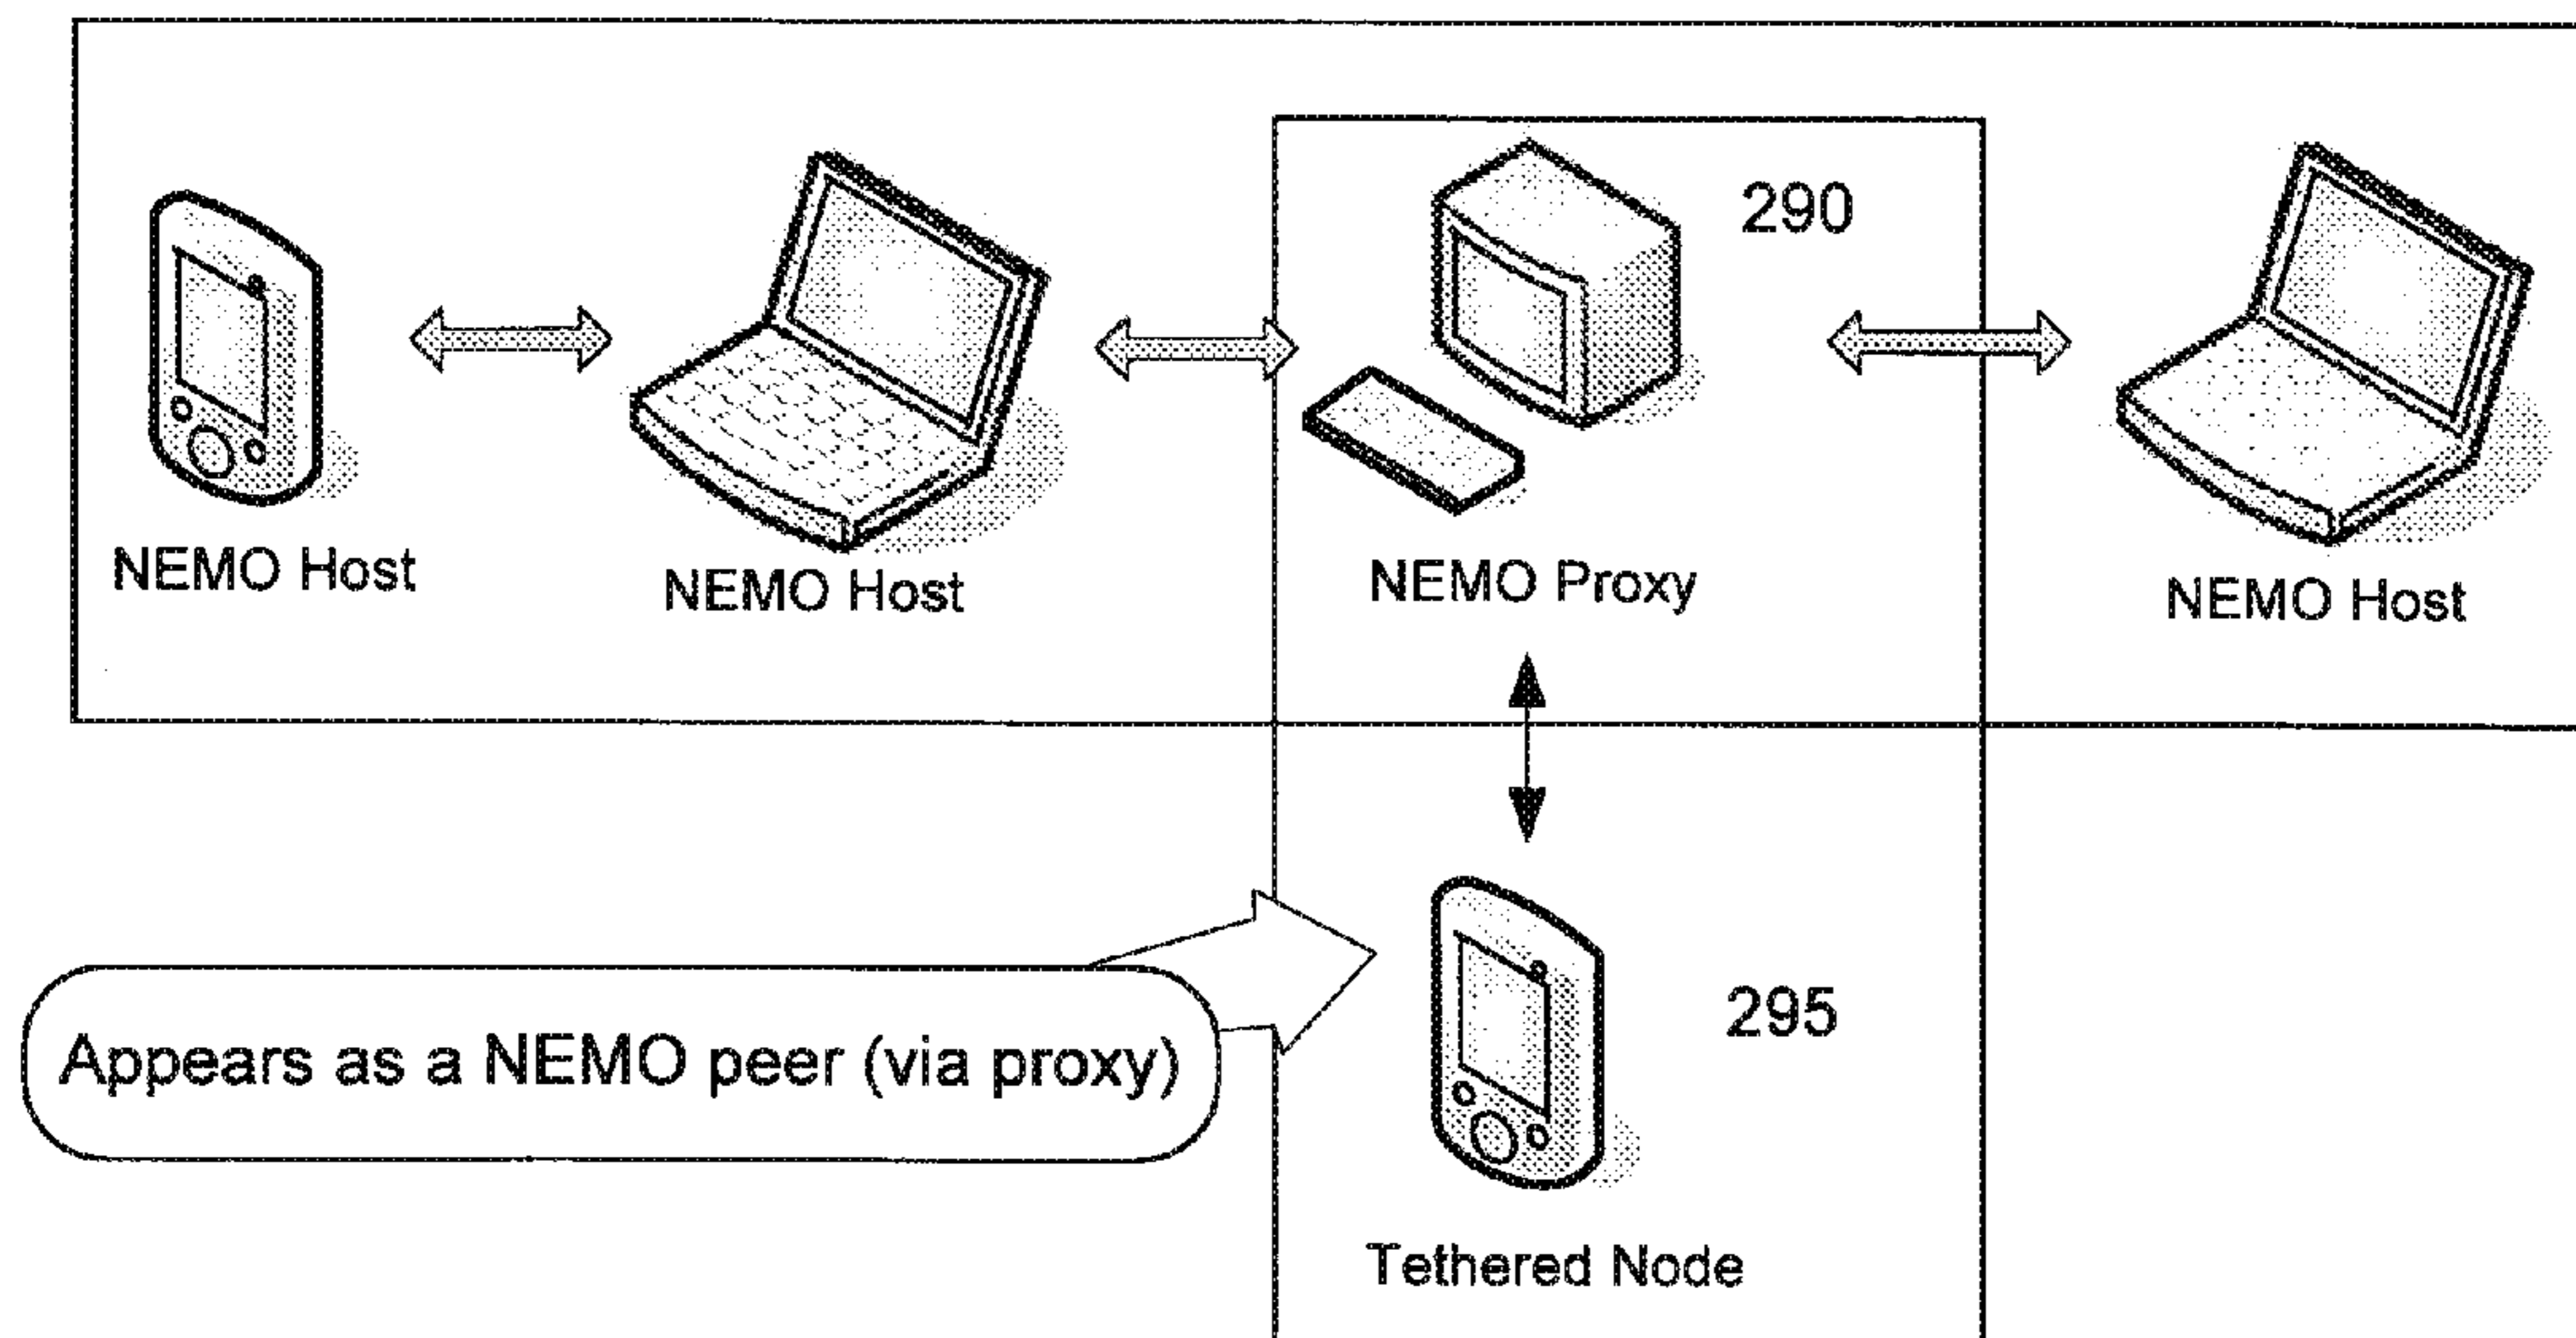 290
NEMO Host
NEMO Host
NEMO Proxy
NEMO Host
Appears as a NEMO peer (via proxy)
295
Tethered Node